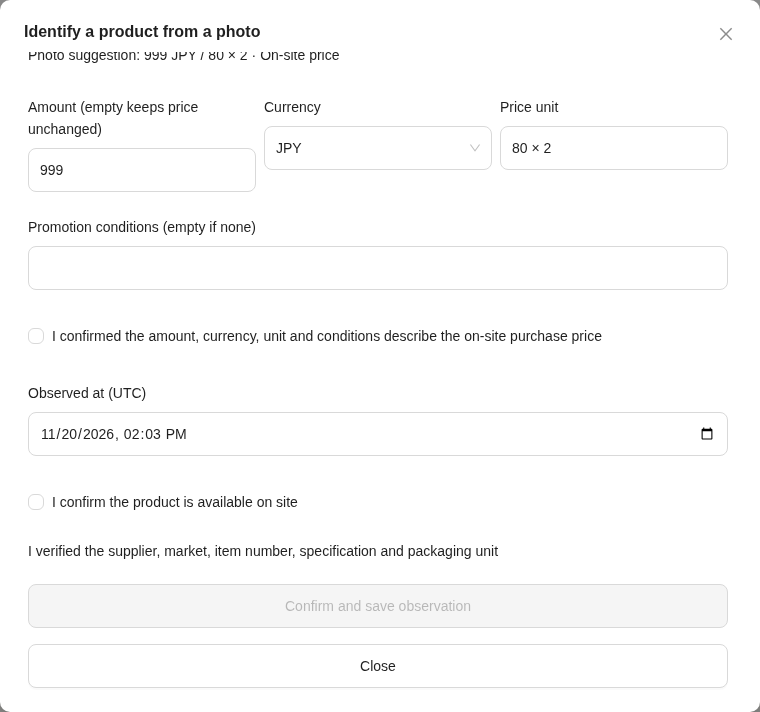 Identify a product from a photo
Photo suggestion: 999 JPY / 80 × 2 · On-site price
Amount (empty keeps price
unchanged)
Currency
Price unit
999
JPY
80 × 2
Promotion conditions (empty if none)
I confirmed the amount, currency, unit and conditions describe the on-site purchase price
Observed at (UTC)
11/20/2026, 02:03 PM
I confirm the product is available on site
I verified the supplier, market, item number, specification and packaging unit
Confirm and save observation
Close